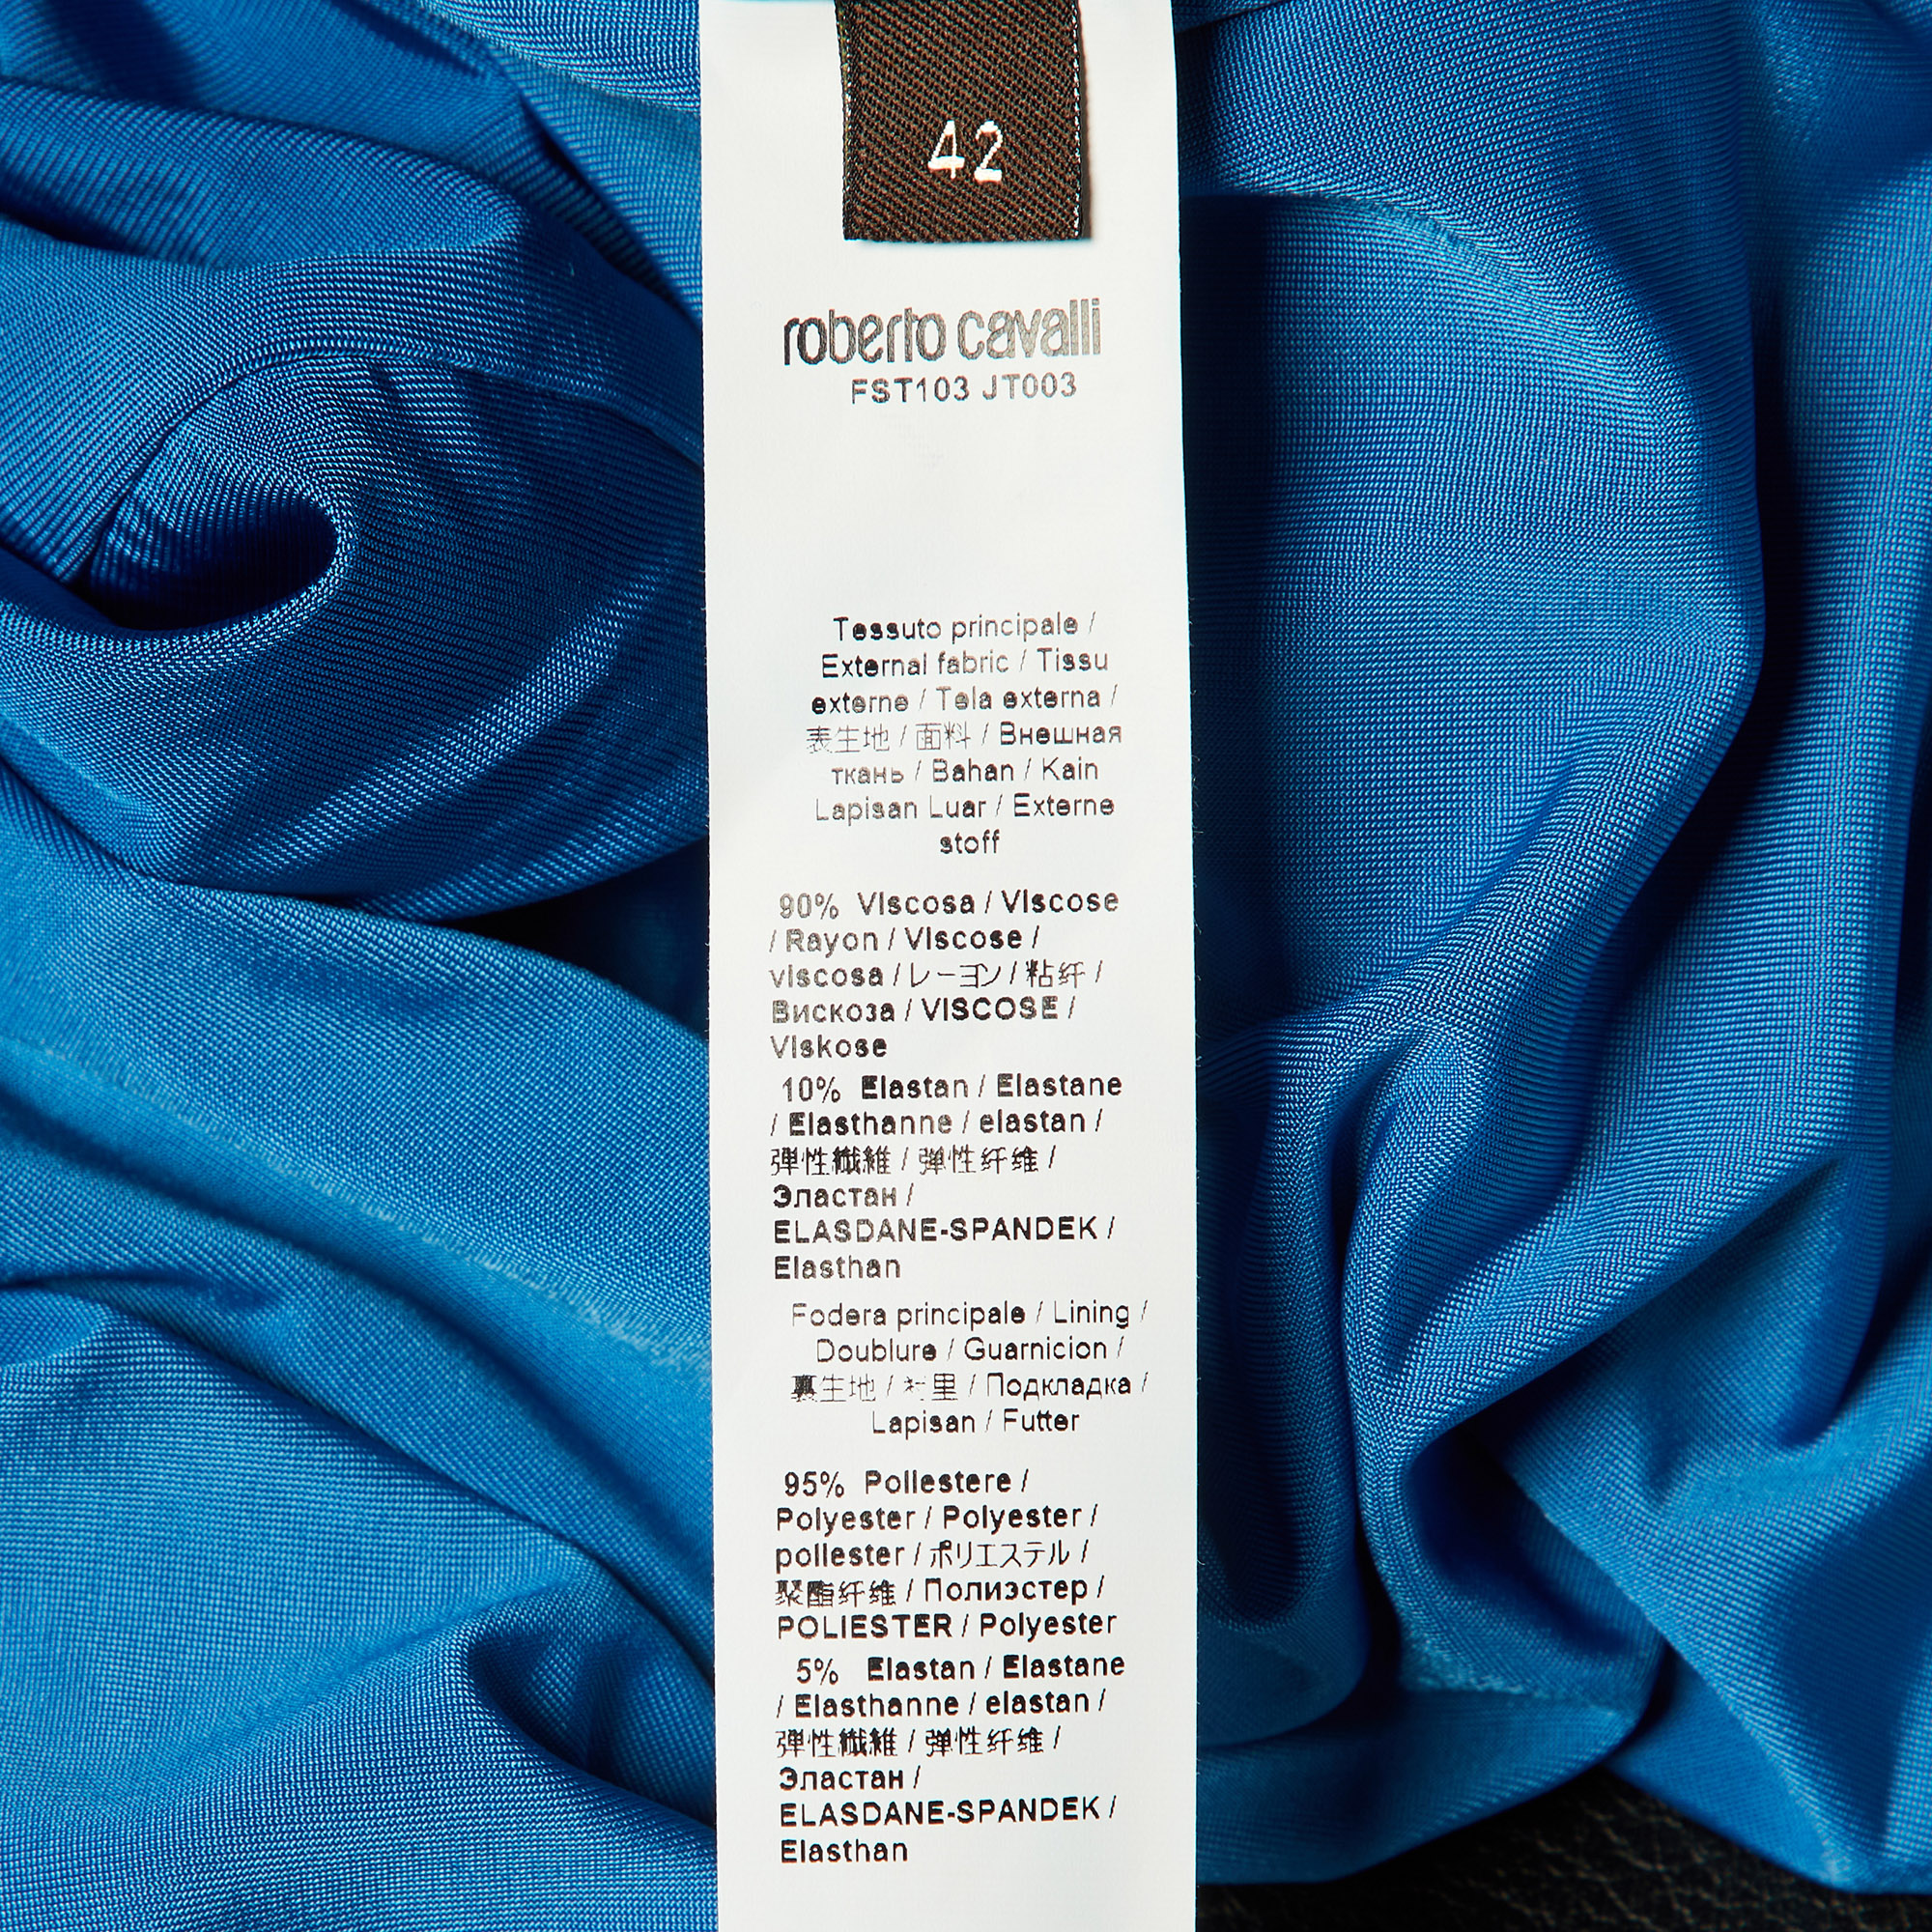 42
roberto cavalli
FST103 JT003
Tessuto principale /
External fabric / Tissu
externe / Tela externa /
表生地 / 面料 / Внешная
ткань / Bahan / Kain
Lapisan Luar / Externe
stoff
90% Viscosa / Viscose
/ Rayon / Viscose /
viscosa / レーヨン / 粘纤 /
Вискоза / VISCOSE /
Viskose
10% Elastan / Elastane
/ Elasthanne / elastan /
弾性繊維 / 弹性纤维 /
Эластан /
ELASDANE-SPANDEK /
Elasthan
Fodera principale / Lining /
Doublure / Guarnicion /
裏生地 / 衬里 / Подкладка /
Lapisan / Futter
95% Poliestere /
Polyester / Polyester /
poliester / ポリエステル /
聚酯纤维 / Полиэстер /
POLIESTER / Polyester
5% Elastan / Elastane
/ Elasthanne / elastan /
弾性繊維 / 弹性纤维 /
Эластан /
ELASDANE-SPANDEK /
Elasthan